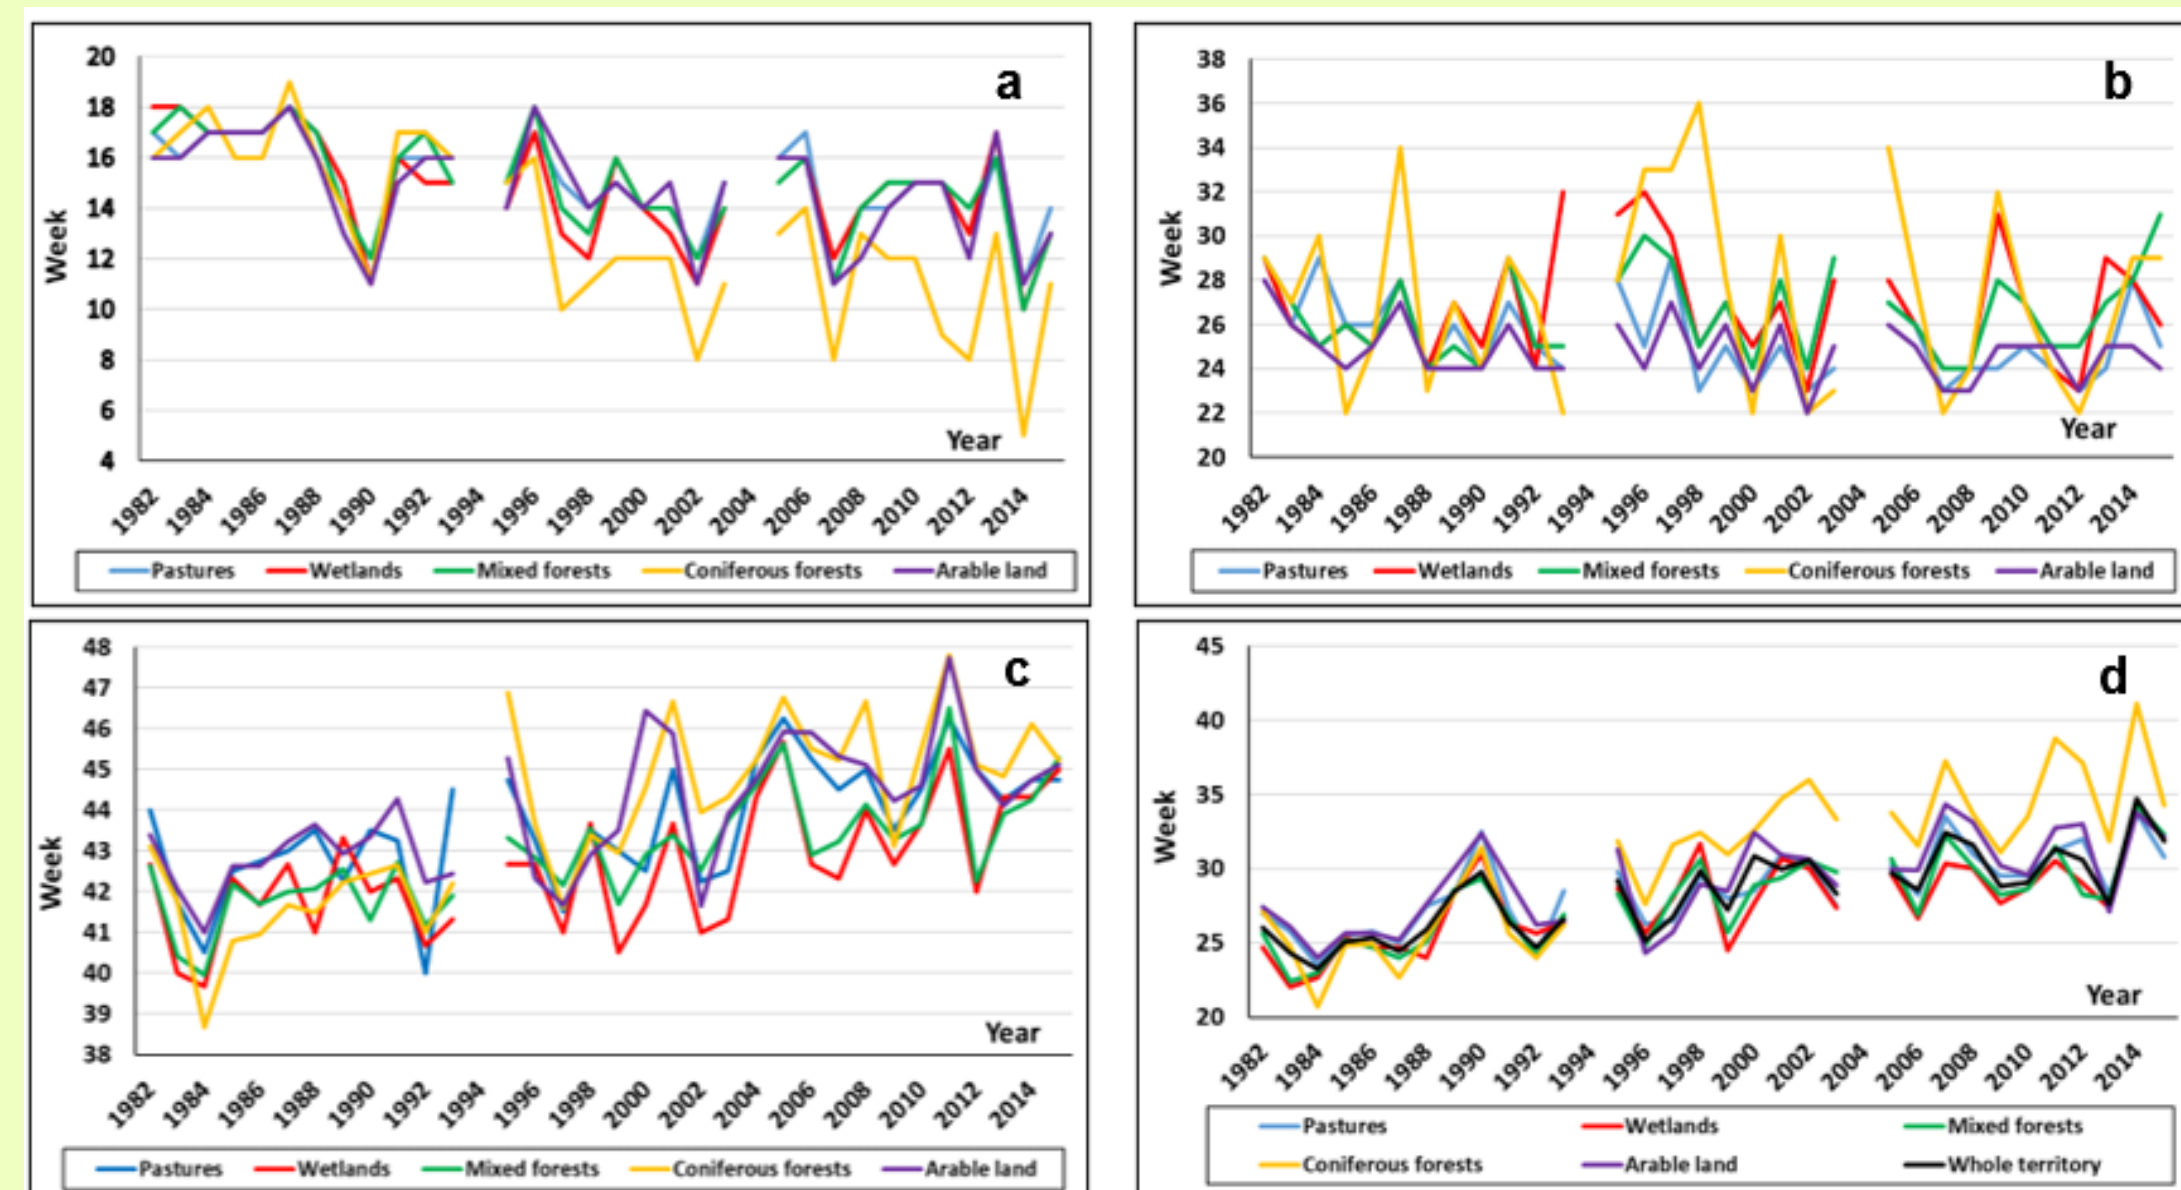 a
20
18
16
14
12
10
8
6
4
Week
Year
1982 1984 1986 1988 1990 1992 1994 1996 1998 2000 2002 2004 2006 2008 2010 2012 2014
Pastures Wetlands Mixed forests Coniferous forests Arable land
b
38
36
34
32
30
28
26
24
22
20
Week
Year
1982 1984 1986 1988 1990 1992 1994 1996 1998 2000 2002 2004 2006 2008 2010 2012 2014
Pastures Wetlands Mixed forests Coniferous forests Arable land
c
48
47
46
45
44
43
42
41
40
39
38
Week
Year
1982 1984 1986 1988 1990 1992 1994 1996 1998 2000 2002 2004 2006 2008 2010 2012 2014
Pastures Wetlands Mixed forests Coniferous forests Arable land
d
45
40
35
30
25
20
Week
Year
1982 1984 1986 1988 1990 1992 1994 1996 1998 2000 2002 2004 2006 2008 2010 2012 2014
Pastures Wetlands Mixed forests
Coniferous forests Arable land Whole territory